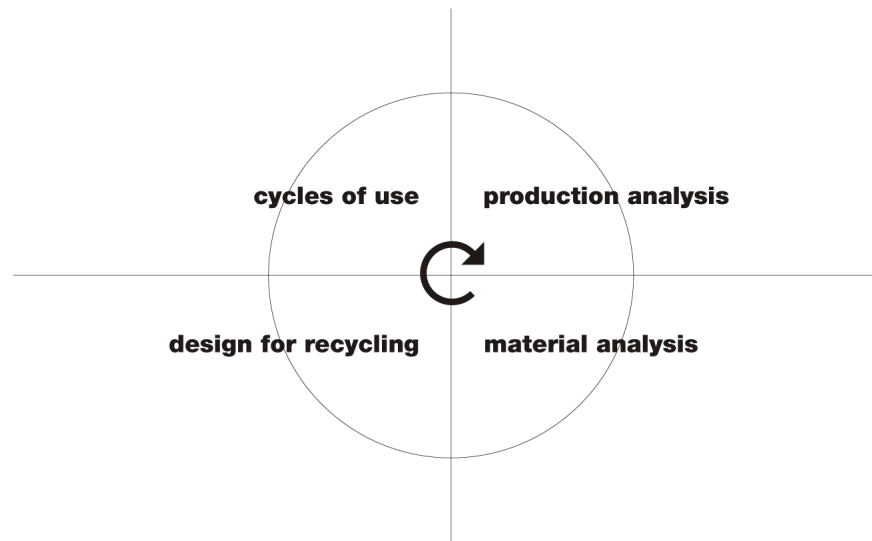 cycles of use
production analysis
design for recycling
material analysis